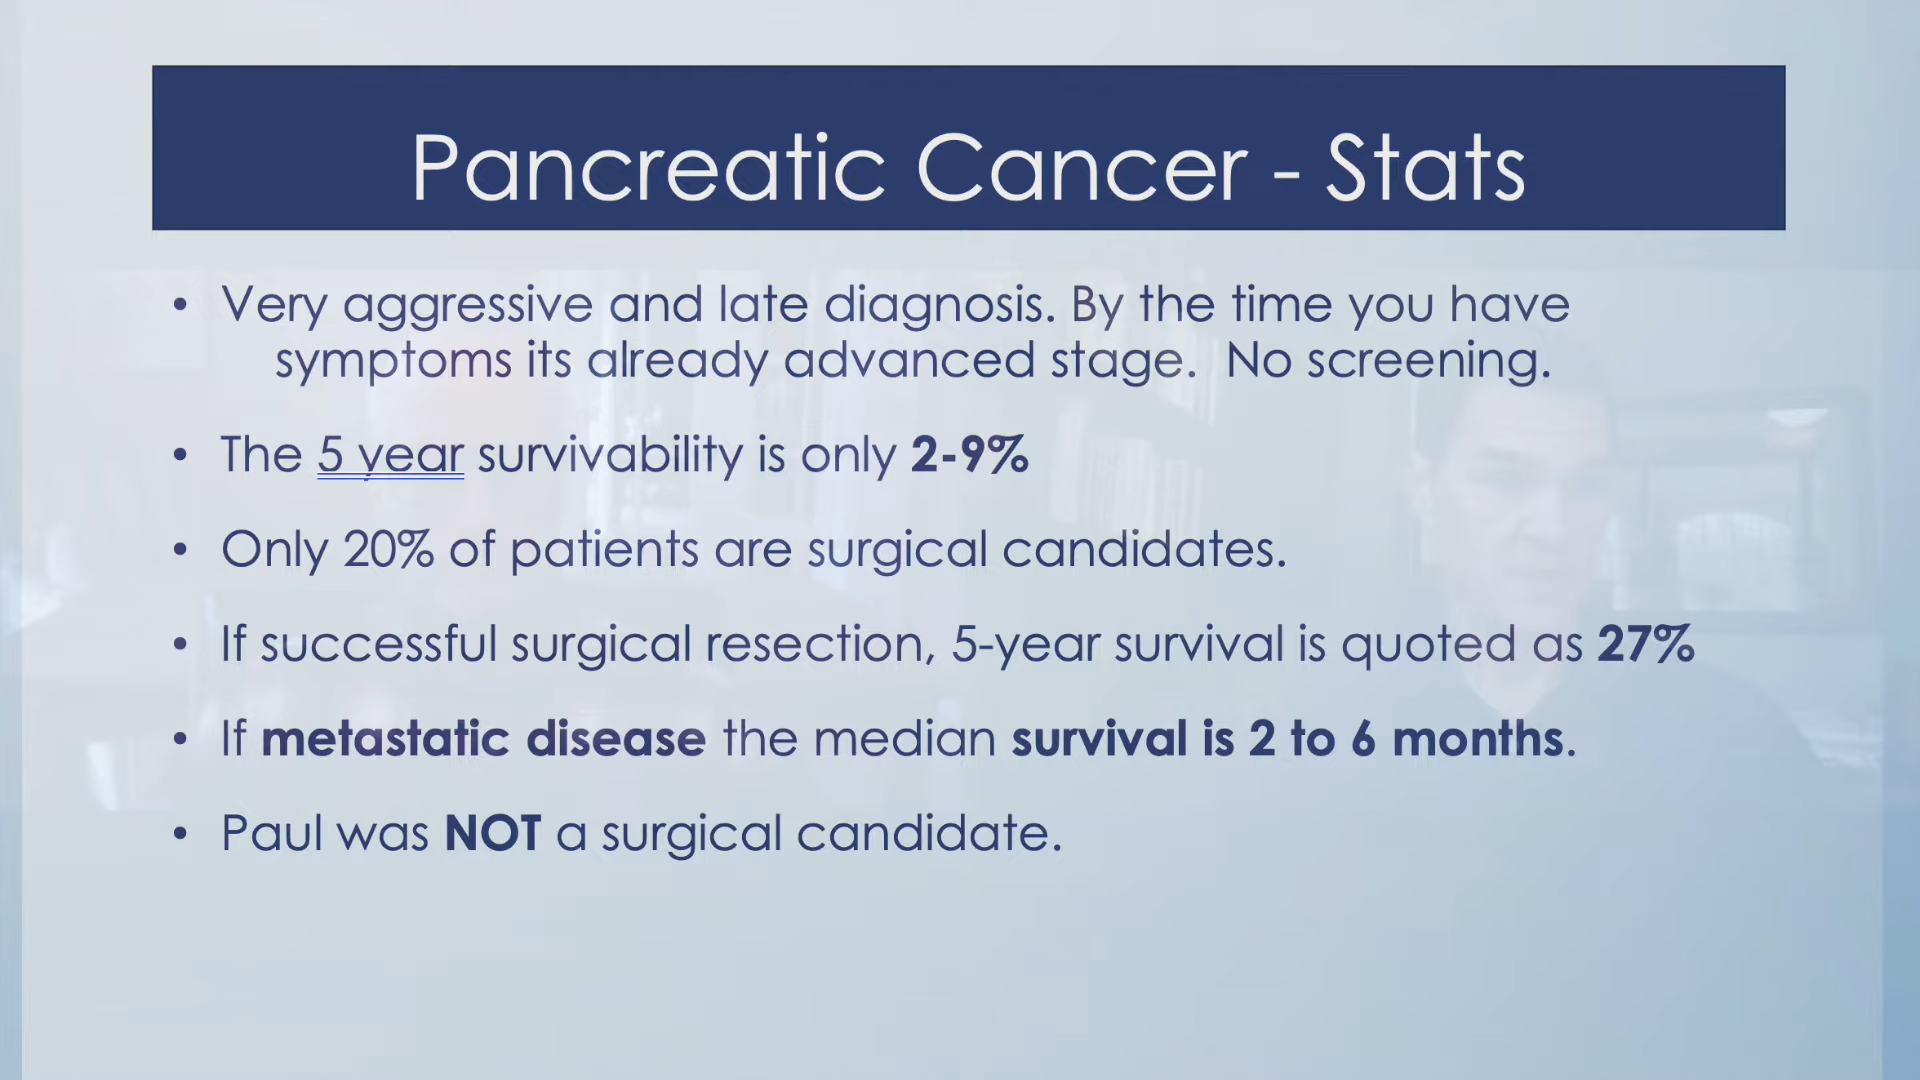 Pancreatic Cancer - Stats
• Very aggressive and late diagnosis. By the time you have
symptoms its already advanced stage. No screening.
• The 5 year survivability is only 2-9%
• Only 20% of patients are surgical candidates.
• If successful surgical resection, 5-year survival is quoted as 27%
• If metastatic disease the median survival is 2 to 6 months.
• Paul was NOT a surgical candidate.